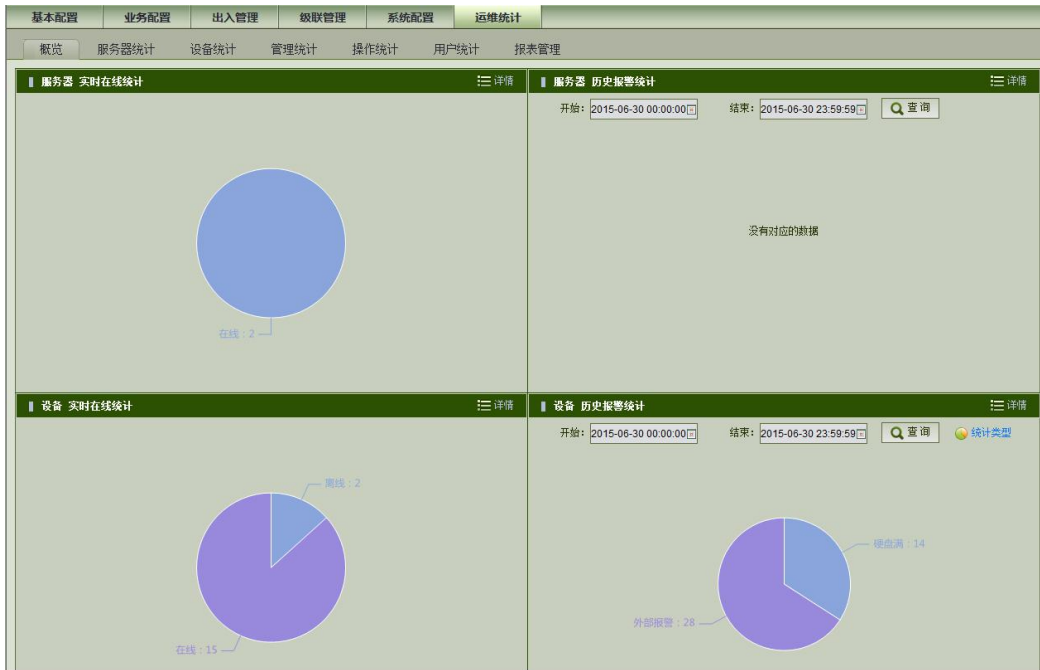 基本配置 业务配置 出入管理 级联管理 系统配置 运维统计
概览 服务器统计 设备统计 管理统计 操作统计 用户统计 报表管理
服务器 实时在线统计 详情
在线：2
服务器 历史报警统计 详情
开始： 2015-06-30 00:00:00 结束： 2015-06-30 23:59:59 查询
没有对应的数据
设备 实时在线统计 详情
离线：2
在线：15
设备 历史报警统计 详情
开始： 2015-06-30 00:00:00 结束： 2015-06-30 23:59:59 查询 统计类型
硬盘满：14
外部报警：28